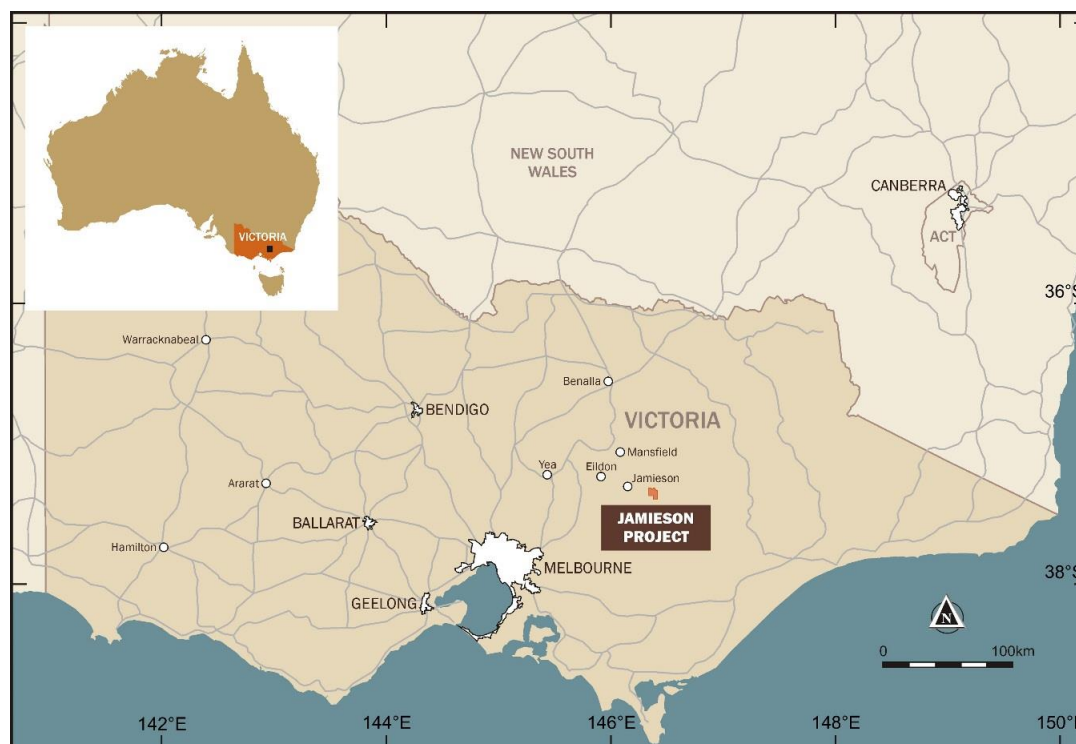 VICTORIA
NEW SOUTH
WALES
CANBERRA
ACT
36°S
Warracknabeal
Benalla
BENDIGO
VICTORIA
Mansfield
Yea
Eildon
Jamieson
Ararat
JAMIESON
PROJECT
BALLARAT
Hamilton
MELBOURNE
38°S
GEELONG
N
0
100km
142°E
144°E
146°E
148°E
150°